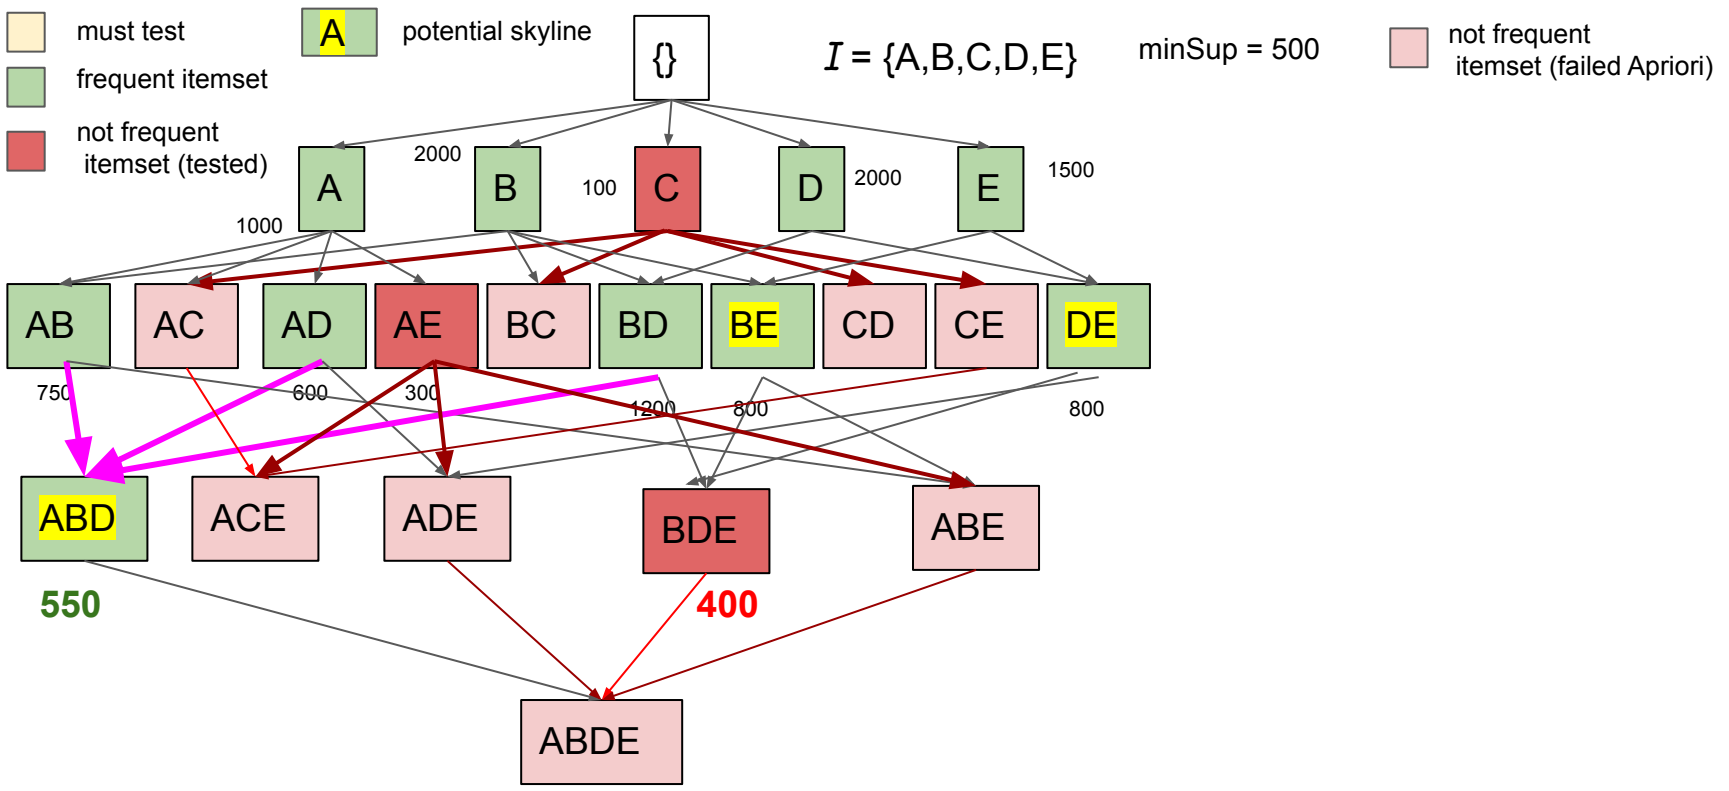 must test
A
potential skyline
{}
I = {A,B,C,D,E}
minSup = 500
not frequent
itemset (failed Apriori)
frequent itemset
not frequent
itemset (tested)
2000
100
2000
1500
A
B
C
D
E
1000
AB
AC
AD
AE
BC
BD
BE
CD
CE
DE
750
600
300
1200
800
800
ABD
ACE
ADE
BDE
ABE
550
400
ABDE